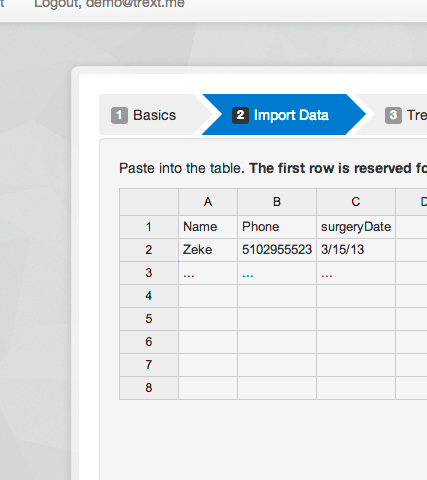 t Logout, demo@trext.me
1 Basics 2 Import Data 3 Tre
Paste into the table. The first row is reserved fo
A B C D
1 Name Phone surgeryDate
2 Zeke 5102955523 3/15/13
3 ... ... ...
4
5
6
7
8